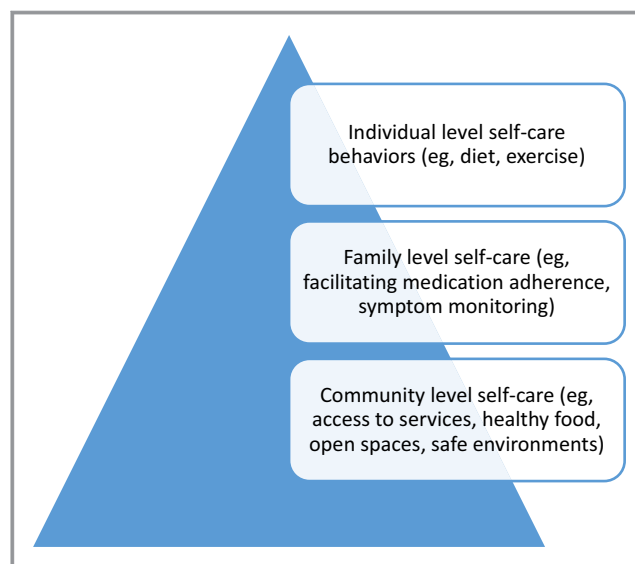 Individual level self-care
behaviors (eg, diet, exercise)
Family level self-care (eg,
facilitating medication adherence,
symptom monitoring)
Community level self-care (eg,
access to services, healthy food,
open spaces, safe environments)